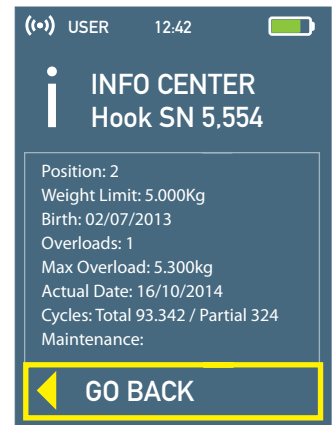 USER 12:42
INFO CENTER
Hook SN 5,554
Position: 2
Weight Limit: 5.000Kg
Birth: 02/07/2013
Overloads: 1
Max Overload: 5.300kg
Actual Date: 16/10/2014
Cycles: Total 93.342 / Partial 324
Maintenance:
GO BACK